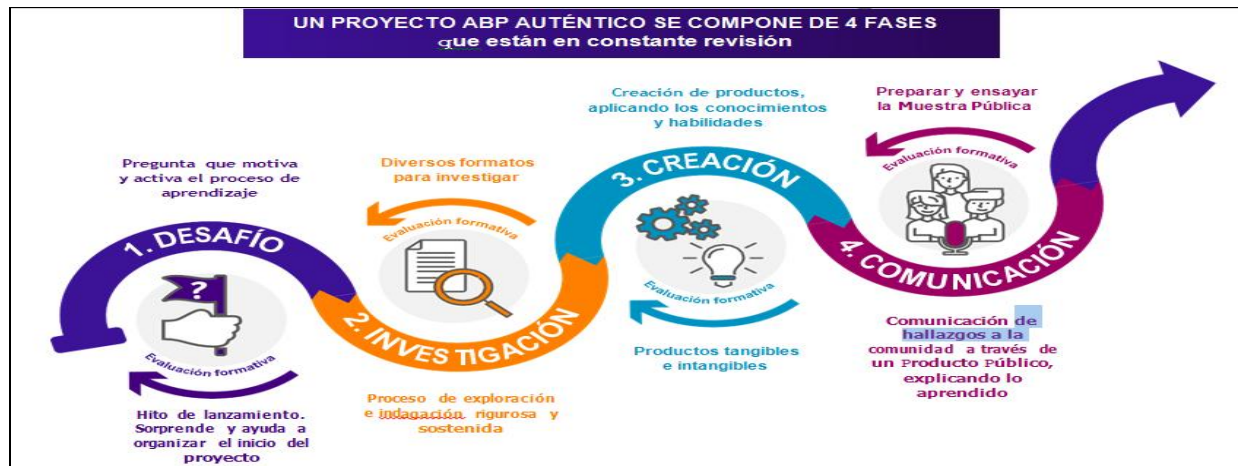 UN PROYECTO ABP AUTÉNTICO SE COMPONE DE 4 FASES
que están en constante revisión
Pregunta que motiva
y activa el proceso de
aprendizaje
1. DESAFÍO
?
Evaluación formativa
Hito de lanzamiento.
Sorprende y ayuda a
organizar el inicio del
proyecto
Diversos formatos
para investigar
Evaluación formativa
2. INVESTIGACIÓN
Proceso de exploración
e indagación rigurosa y
sostenida
Creación de productos,
aplicando los conocimientos
y habilidades
3. CREACIÓN
Evaluación formativa
Productos tangibles
e intangibles
Preparar y ensayar
la Muestra Pública
Evaluación formativa
4. COMUNICACIÓN
Comunicación de
hallazgos a la
comunidad a través de
un Producto Público,
explicando lo
aprendido